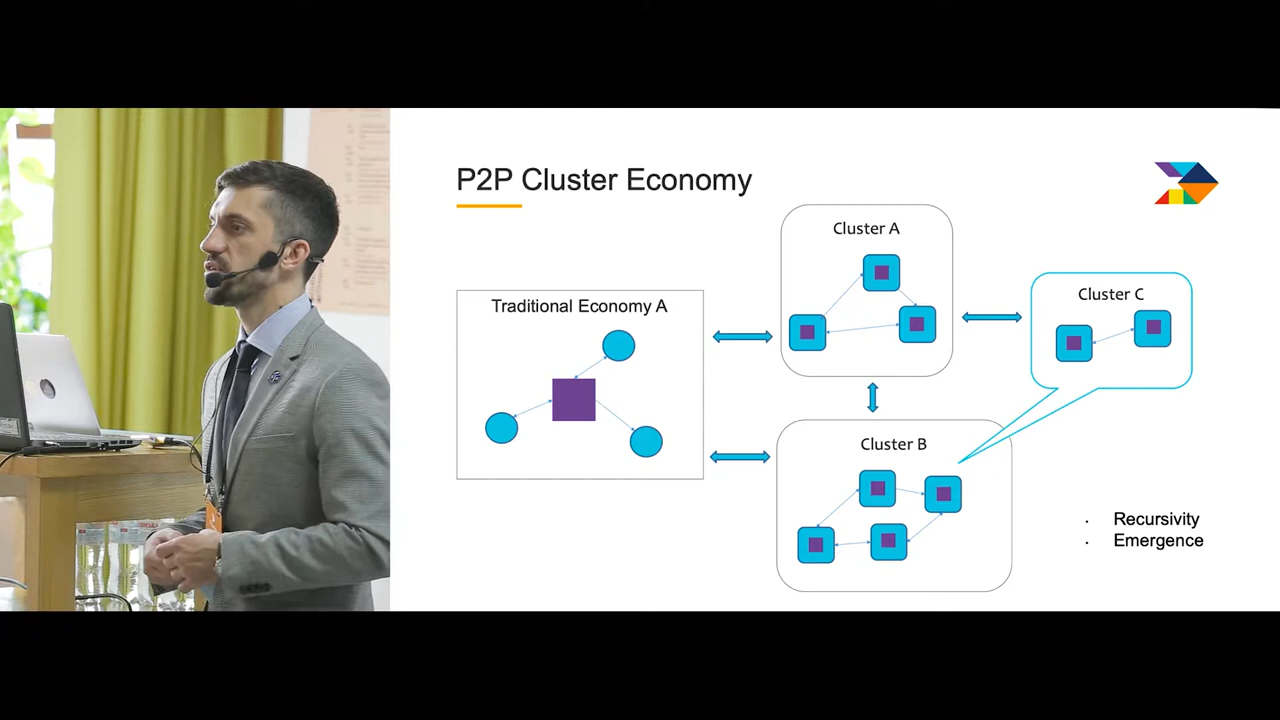 P2P Cluster Economy
Traditional Economy A
Cluster A
Cluster C
Cluster B
· Recursivity
· Emergence